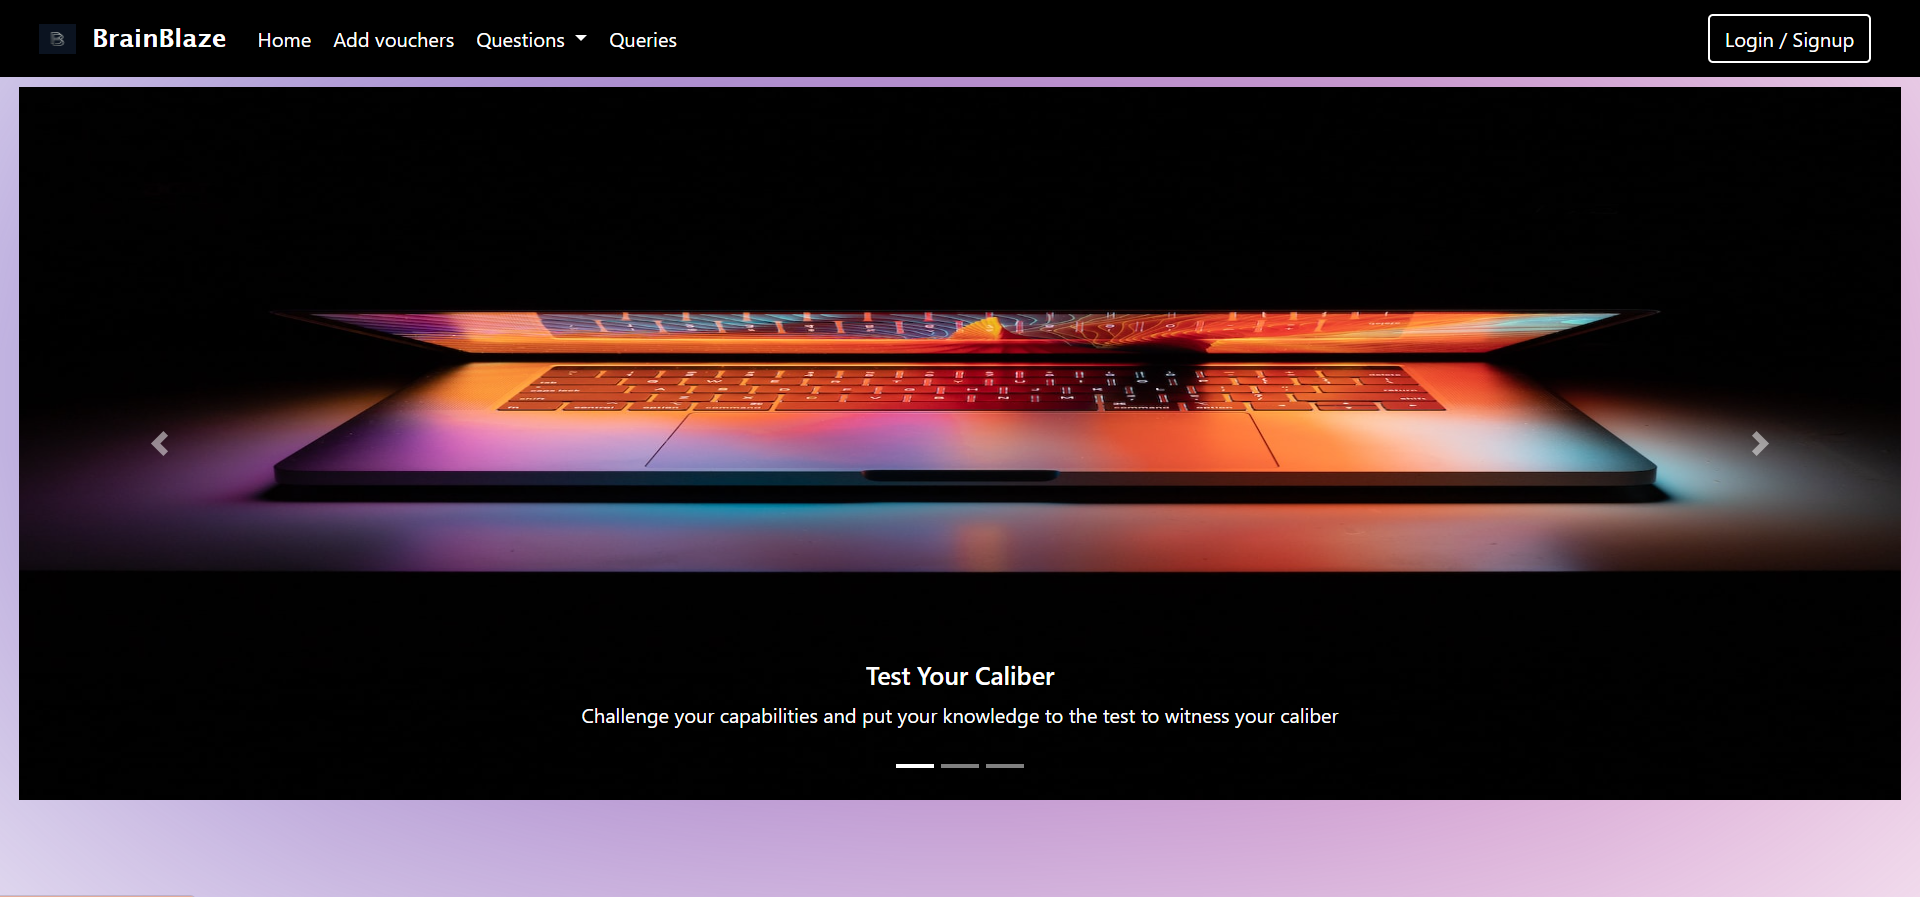 B BrainBlaze Home Add vouchers Questions Queries Login / Signup
Test Your Caliber
Challenge your capabilities and put your knowledge to the test to witness your caliber